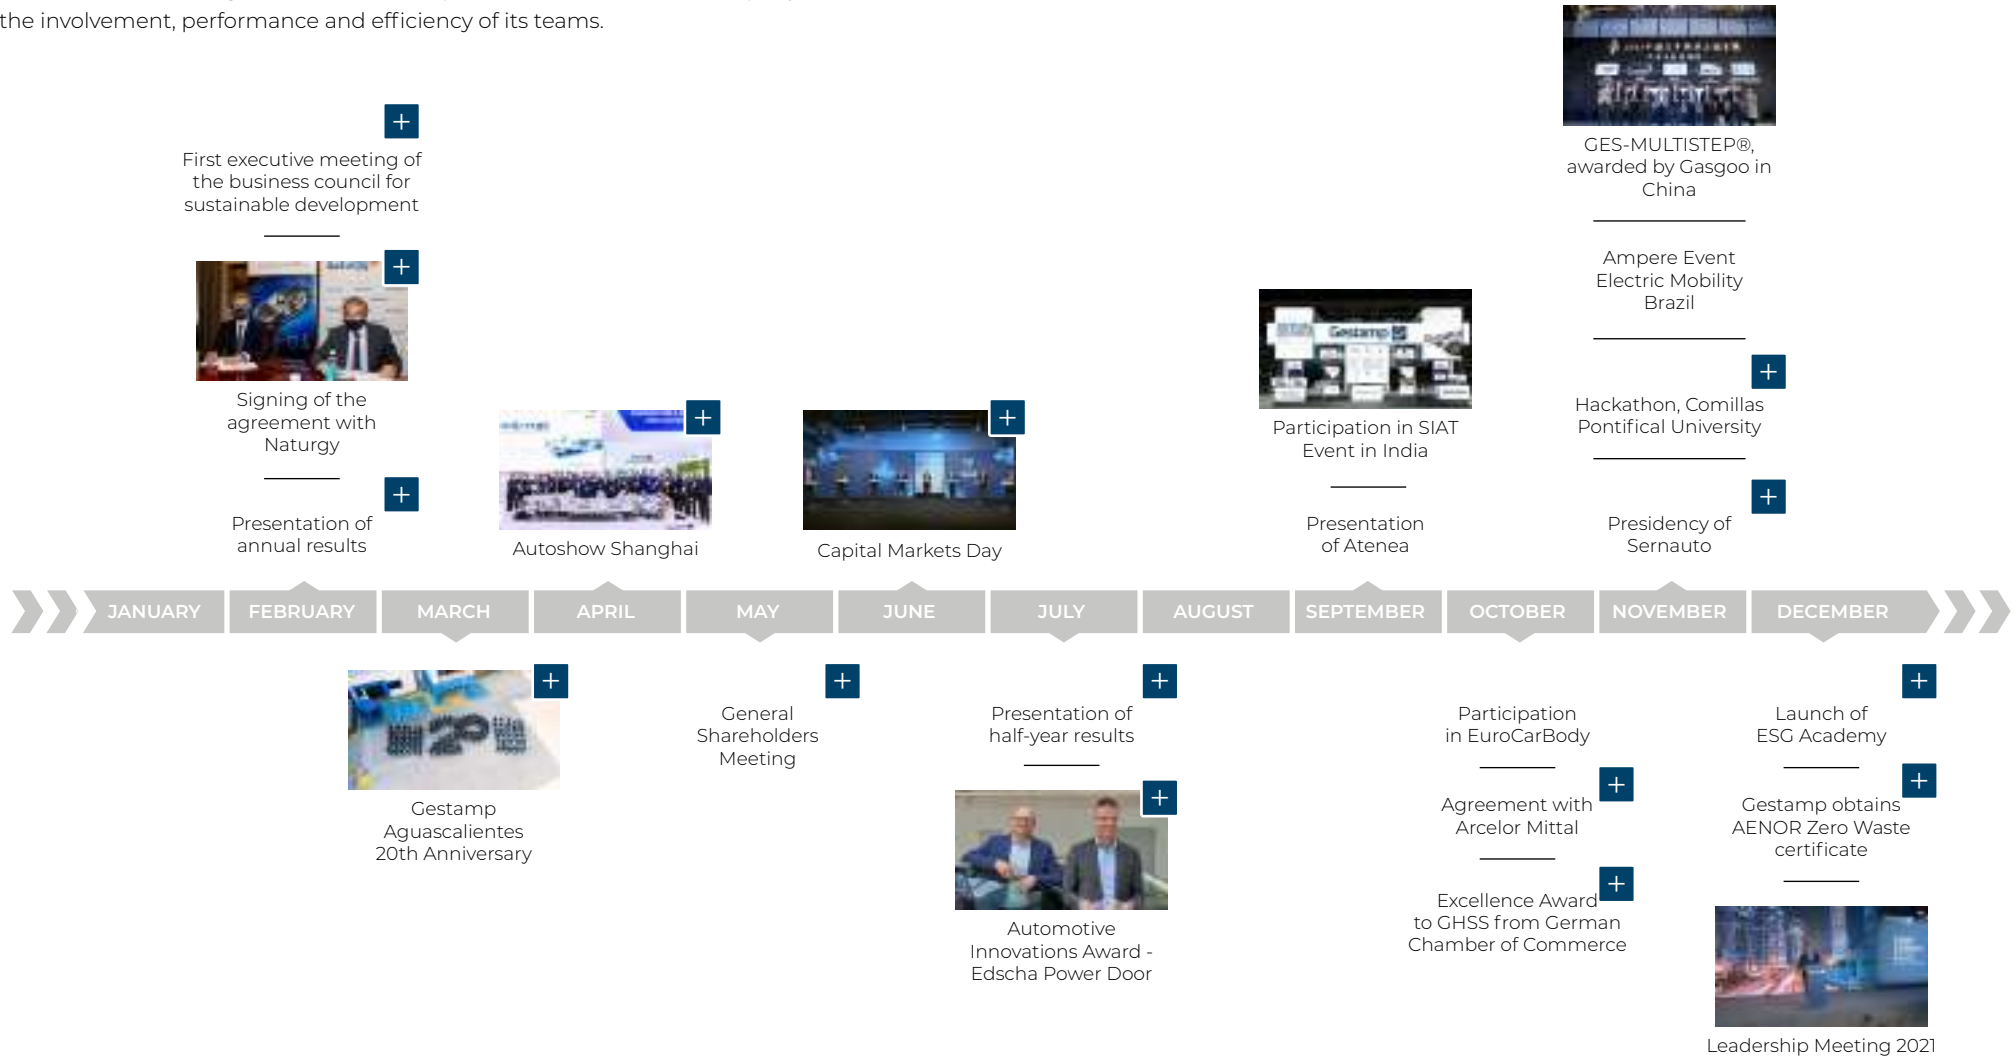 the involvement, performance and efficiency of its teams.
First executive meeting of
the business council for
sustainable development
Signing of the
agreement with
Naturgy
Presentation of
annual results
Autoshow Shanghai
Capital Markets Day
Gestamp
Participation in SIAT
Event in India
Presentation
of Atenea
GES-MULTISTEP®,
awarded by Gasgoo in
China
Ampere Event
Electric Mobility
Brazil
Hackathon, Comillas
Pontifical University
Presidency of
Sernauto
JANUARY
FEBRUARY
MARCH
APRIL
MAY
JUNE
JULY
AUGUST
SEPTEMBER
OCTOBER
NOVEMBER
DECEMBER
Gestamp
Aguascalientes
20th Anniversary
General
Shareholders
Meeting
Presentation of
half-year results
Automotive
Innovations Award -
Edscha Power Door
Participation
in EuroCarBody
Agreement with
Arcelor Mittal
Excellence Award
to GHSS from German
Chamber of Commerce
Launch of
ESG Academy
Gestamp obtains
AENOR Zero Waste
certificate
Leadership Meeting 2021